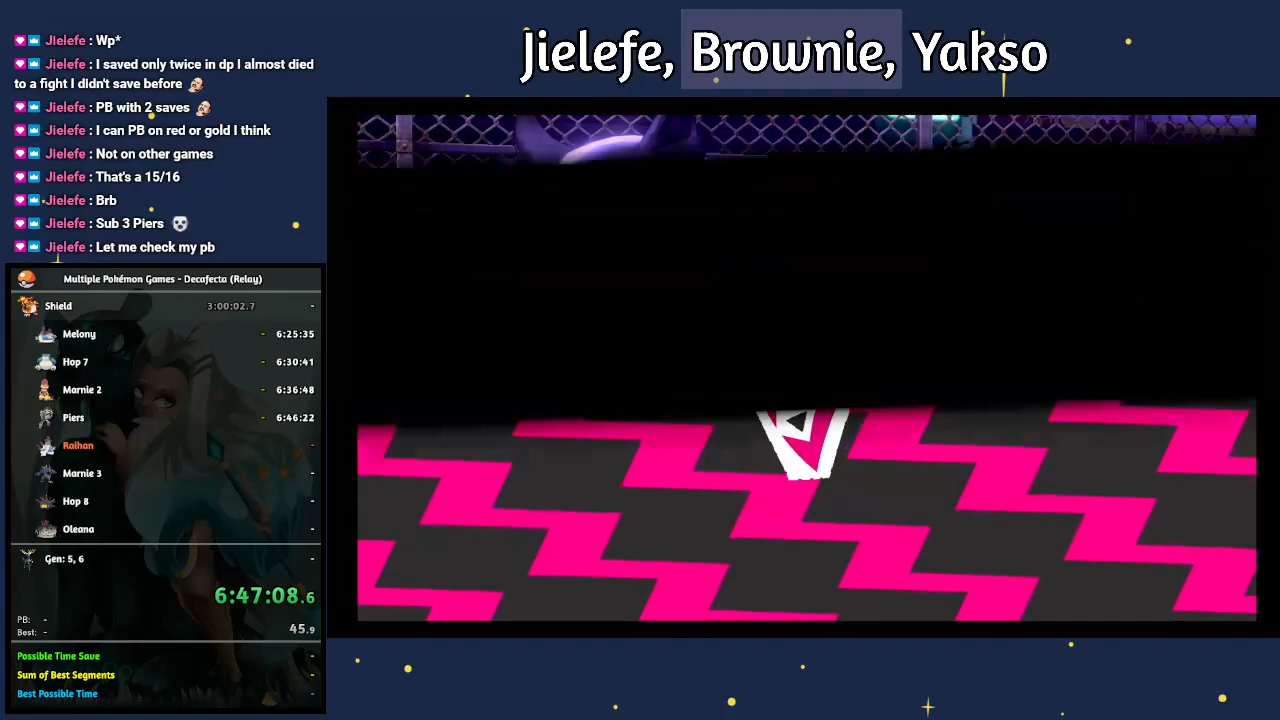 Jielefe, Brownie, Yakso
Jielefe : Wp*
Jielefe : I saved only twice in dp I almost died
to a fight I didn't save before
Jielefe : PB with 2 saves
Jielefe : I can PB on red or gold I think
Jielefe : Not on other games
Jielefe : That's a 15/16
Jielefe : Brb
Jielefe : Sub 3 Piers
Jielefe : Let me check my pb
Multiple Pokémon Games - Decafecta (Relay)
Shield 3:00:02.7 -
Melony - 6:25:35
Hop 7 - 6:30:41
Marnie 2 - 6:36:48
Piers - 6:46:22
Raihan -
Marnie 3 -
Hop 8 -
Oleana -
Gen: 5, 6 -
6:47:08.6
PB: -
Best: -
45.9
Possible Time Save -
Sum of Best Segments -
Best Possible Time -